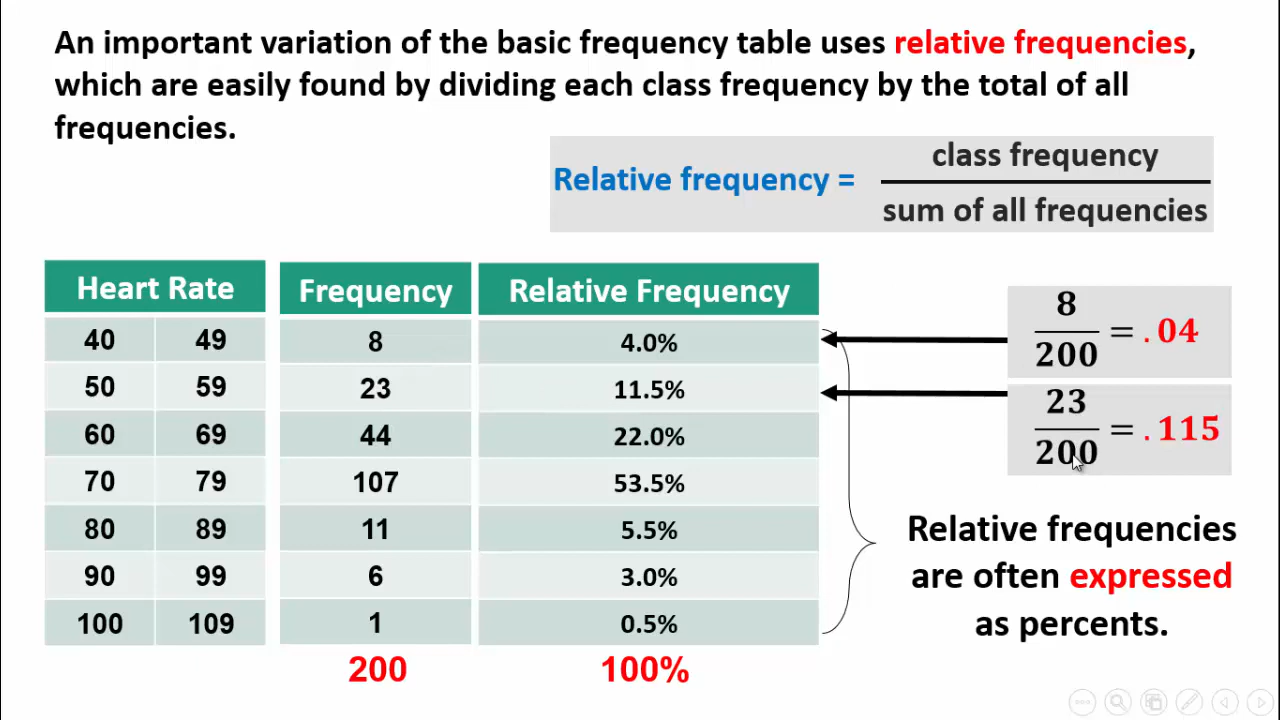 An important variation of the basic frequency table uses relative frequencies,
which are easily found by dividing each class frequency by the total of all
frequencies.
Relative frequency = class frequency
sum of all frequencies
Heart Rate Frequency Relative Frequency
40 49 8 4.0%
50 59 23 11.5%
60 69 44 22.0%
70 79 107 53.5%
80 89 11 5.5%
90 99 6 3.0%
100 109 1 0.5%
200 100%
8
200 = .04
23
200 = .115
Relative frequencies
are often expressed
as percents.